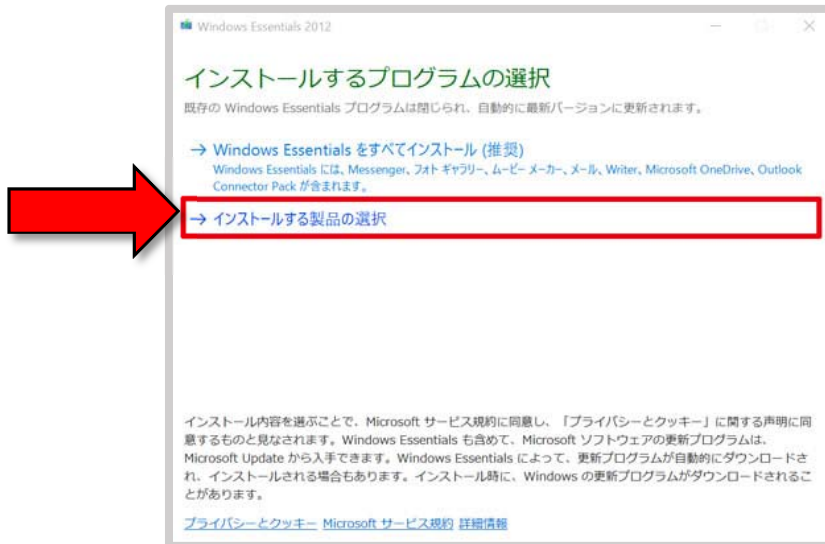 Windows Essentials 2012
インストールするプログラムの選択
既存の Windows Essentials プログラムは閉じられ、自動的に最新バージョンに更新されます。
→ Windows Essentials をすべてインストール (推奨)
Windows Essentials には、Messenger、フォト ギャラリー、ムービー メーカー、メール、Writer、Microsoft OneDrive、Outlook
Connector Pack が含まれます。
→ インストールする製品の選択
インストール内容を選ぶことで、Microsoft サービス規約に同意し、「プライバシーとクッキー」に関する声明に同
意するものと見なされます。Windows Essentials も含めて、Microsoft ソフトウェアの更新プログラムは、
Microsoft Update から入手できます。Windows Essentials によって、更新プログラムが自動的にダウンロードさ
れ、インストールされる場合もあります。インストール時に、Windows の更新プログラムがダウンロードされるこ
とがあります。
プライバシーとクッキー Microsoft サービス規約 詳細情報